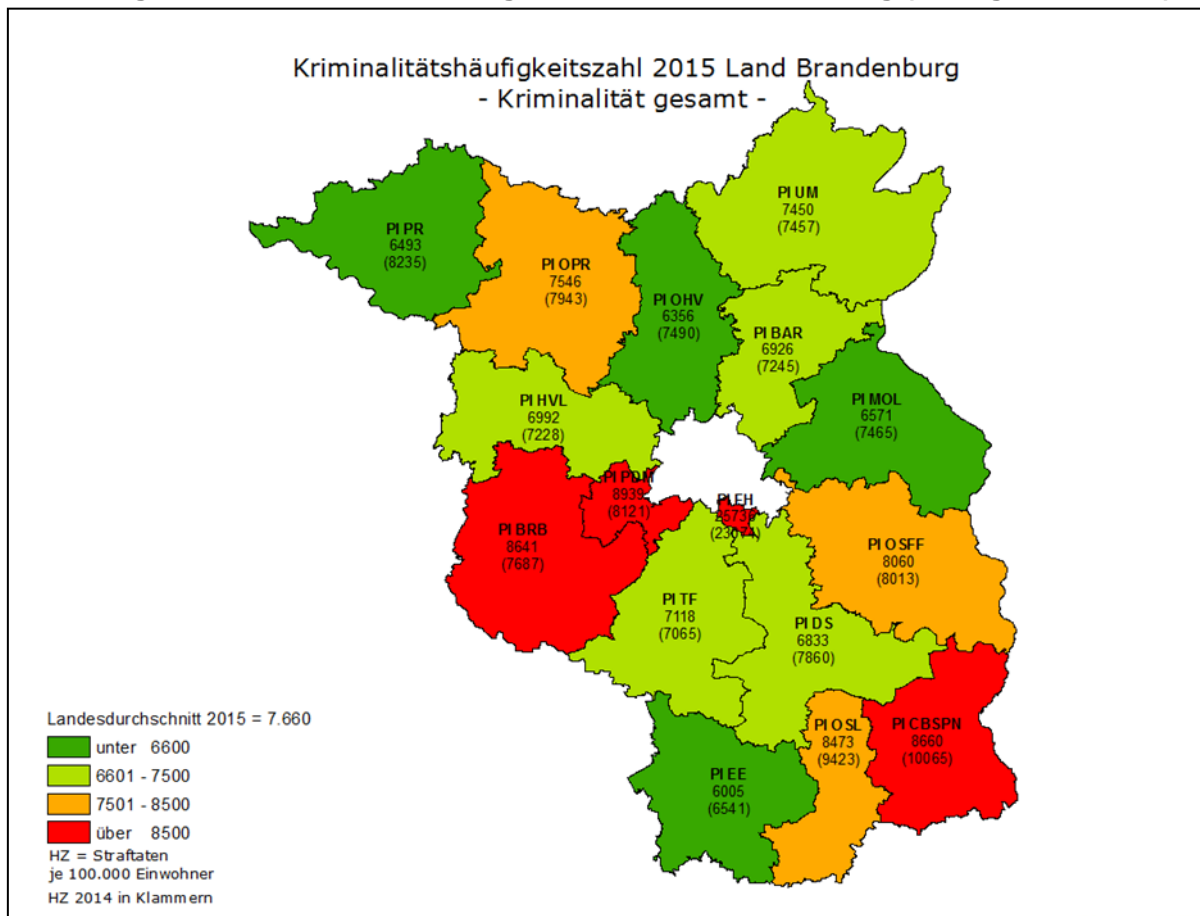 Kriminalitätshäufigkeitszahl 2015 Land Brandenburg
- Kriminalität gesamt -
PI UM
7450
(7457)
PI PR
6493
(8235)
PI OPR
7546
(7943)
PI OHV
6356
(7490)
PI BAR
6926
(7245)
PI MOL
6571
(7465)
PI HVL
6992
(7228)
PI PDM
8939
(8121)
PI EH
PI BRB
8641
(7687)
PI OSFF
8060
(8013)
PI TF
7118
(7065)
PI DS
6833
(7860)
PI OSL
8473
(9423)
PI CBSPN
8660
(10065)
PI EE
6005
(6541)
Landesdurchschnitt 2015 = 7.660
unter 6600
6601 - 7500
7501 - 8500
über 8500
HZ = Straftaten
je 100.000 Einwohner
HZ 2014 in Klammern